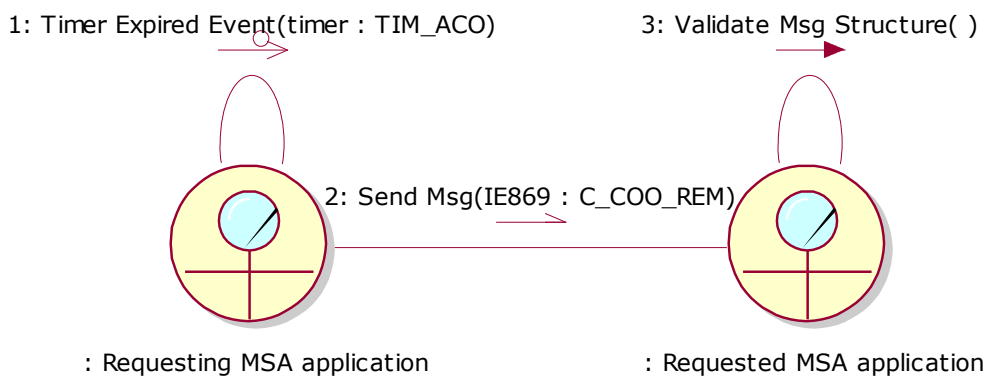 1: Timer Expired Event(timer : TIM_ACO)
3: Validate Msg Structure( )
2: Send Msg(IE869 : C_COO_REM)
: Requesting MSA application
: Requested MSA application